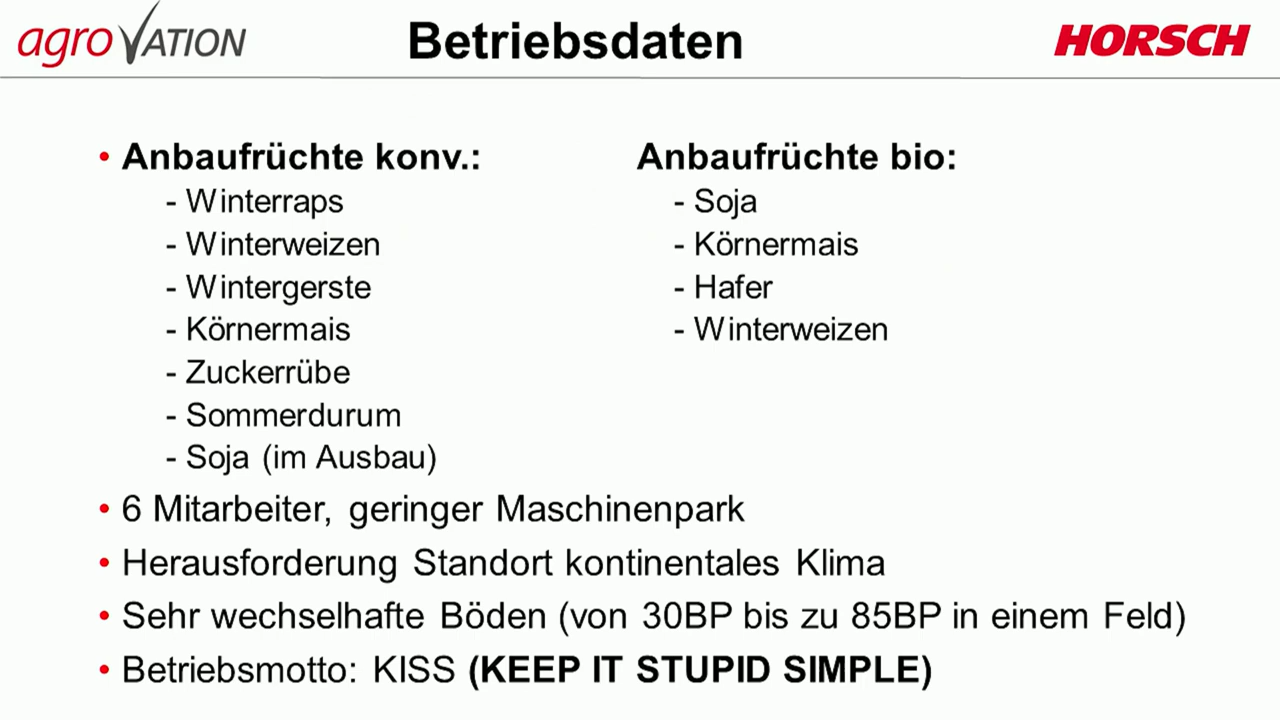 agroVATION
Betriebsdaten
HORSCH
• Anbaufrüchte konv.:
- Winterraps
- Winterweizen
- Wintergerste
- Körnermais
- Zuckerrübe
- Sommerdurum
- Soja (im Ausbau)
Anbaufrüchte bio:
- Soja
- Körnermais
- Hafer
- Winterweizen
• 6 Mitarbeiter, geringer Maschinenpark
• Herausforderung Standort kontinentales Klima
• Sehr wechselhafte Böden (von 30BP bis zu 85BP in einem Feld)
• Betriebsmotto: KISS (KEEP IT STUPID SIMPLE)